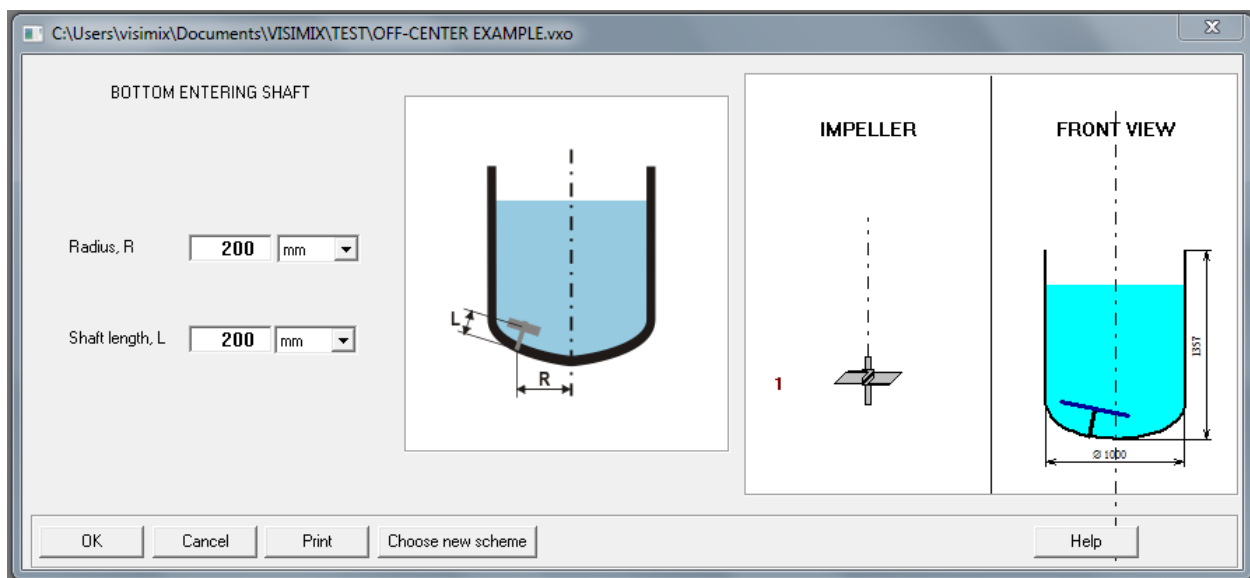 C:\Users\visimix\Documents\VISIMIX\TEST\OFF-CENTER EXAMPLE.vxo
BOTTOM ENTERING SHAFT
Radius, R 200 mm
Shaft length, L 200 mm
L
R
IMPELLER
1
FRONT VIEW
1357
Ø 1000
OK Cancel Print Choose new scheme Help